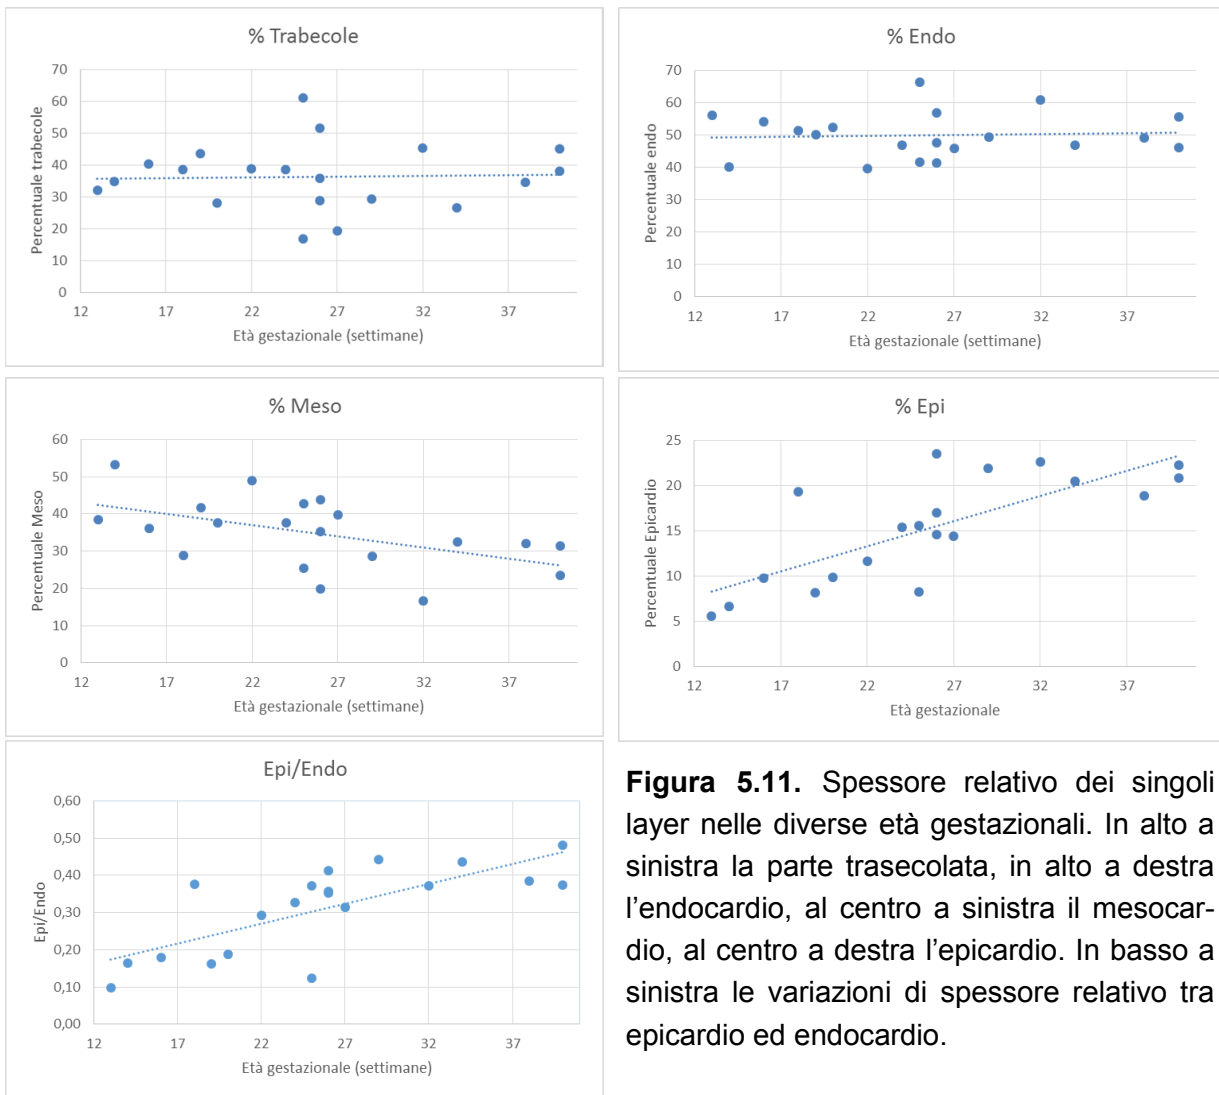 % Trabecole
Percentuale trabecole
70
60
50
40
30
20
10
0
12 17 22 27 32 37
Età gestazionale (settimane)
% Endo
Percentuale endo
70
60
50
40
30
20
10
0
12 17 22 27 32 37
Età gestazionale (settimane)
% Meso
Percentuale Meso
60
50
40
30
20
10
0
12 17 22 27 32 37
Età gestazionale (settimane)
% Epi
Percentuale Epicardio
25
20
15
10
5
0
12 17 22 27 32 37
Età gestazionale
Epi/Endo
Epi/Endo
0,60
0,50
0,40
0,30
0,20
0,10
0,00
12 17 22 27 32 37
Età gestazionale (settimane)
Figura 5.11. Spessore relativo dei singoli
layer nelle diverse età gestazionali. In alto a
sinistra la parte trasecolata, in alto a destra
l’endocardio, al centro a sinistra il mesocar-
dio, al centro a destra l’epicardio. In basso a
sinistra le variazioni di spessore relativo tra
epicardio ed endocardio.